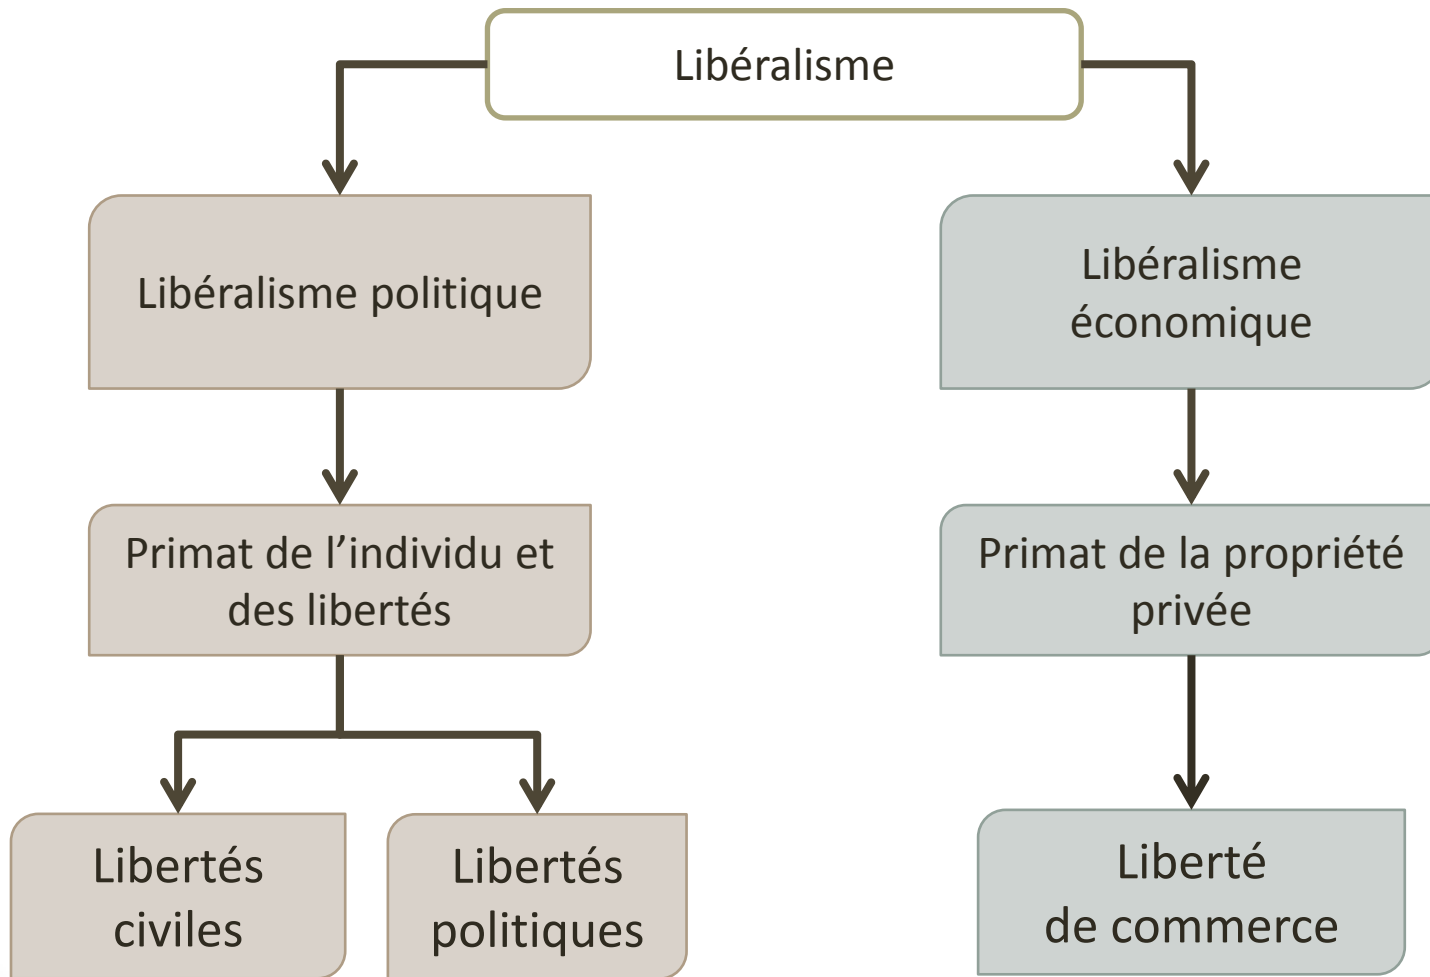 Libéralisme
Libéralisme politique
Libéralisme
économique
Primat de l’individu et
des libertés
Primat de la propriété
privée
Libertés
civiles
Libertés
politiques
Liberté
de commerce